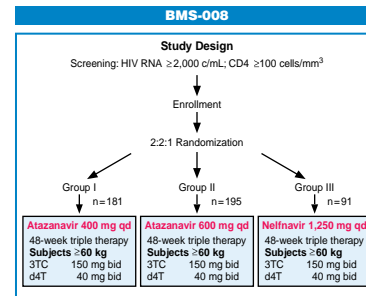 BMS-008
Study Design
Screening: HIV RNA ≥2,000 c/mL; CD4 ≥100 cells/mm³
Enrollment
2:2:1 Randomization
Group I
n=181
Group II
n=195
Group III
n=91
Atazanavir 400 mg qd
48-week triple therapy
Subjects ≥60 kg
3TC 150 mg bid
d4T 40 mg bid
Atazanavir 600 mg qd
48-week triple therapy
Subjects ≥60 kg
3TC 150 mg bid
d4T 40 mg bid
Nelfnavir 1,250 mg qd
48-week triple therapy
Subjects ≥60 kg
3TC 150 mg bid
d4T 40 mg bid